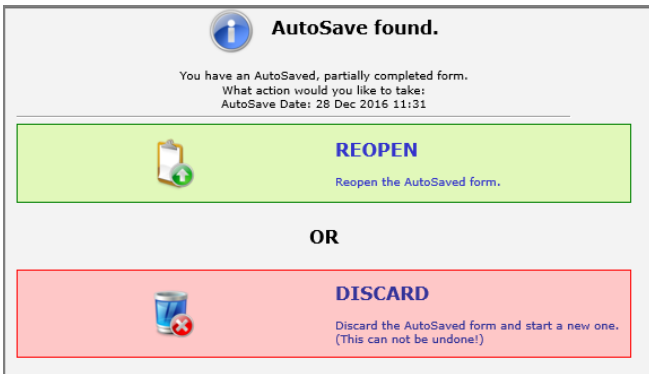 AutoSave found.
You have an AutoSaved, partially completed form.
What action would you like to take:
AutoSave Date: 28 Dec 2016 11:31
REOPEN
Reopen the AutoSaved form.
OR
DISCARD
Discard the AutoSaved form and start a new one.
(This can not be undone!)